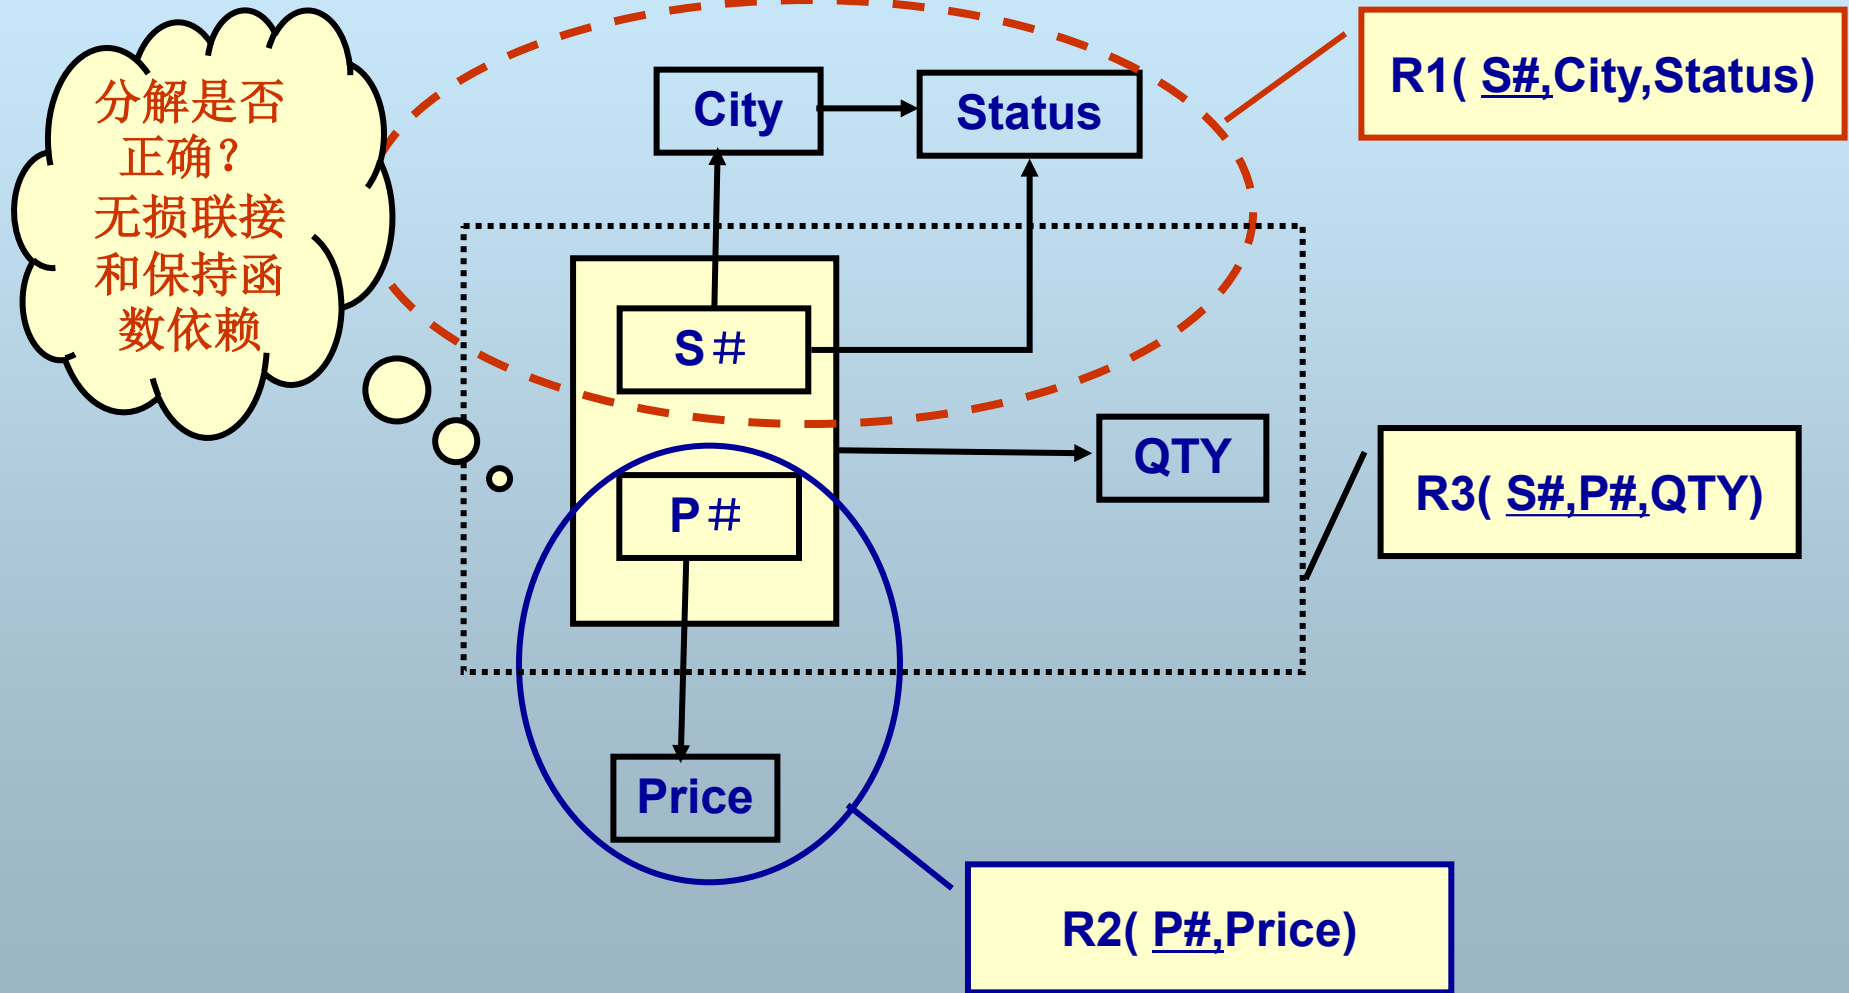 分解是否
正确？
无损联接
和保持函
数依赖
City
Status
R1( S#,City,Status)
S＃
QTY
P＃
R3( S#,P#,QTY)
Price
R2( P#,Price)